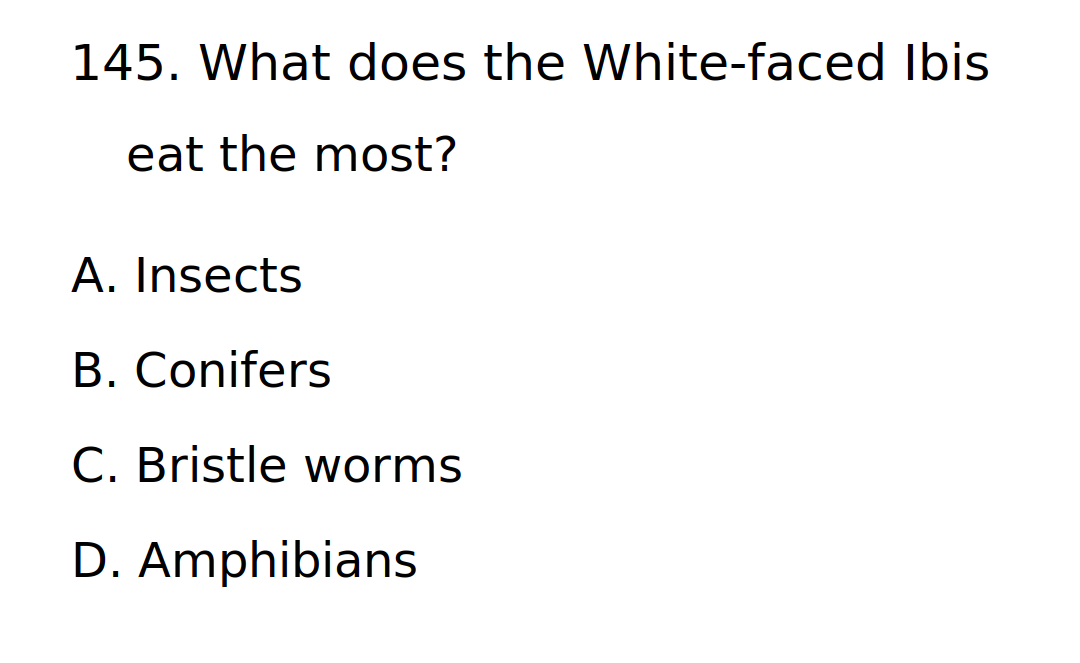 145. What does the White-faced Ibis
eat the most?
A. Insects
B. Conifers
C. Bristle worms
D. Amphibians